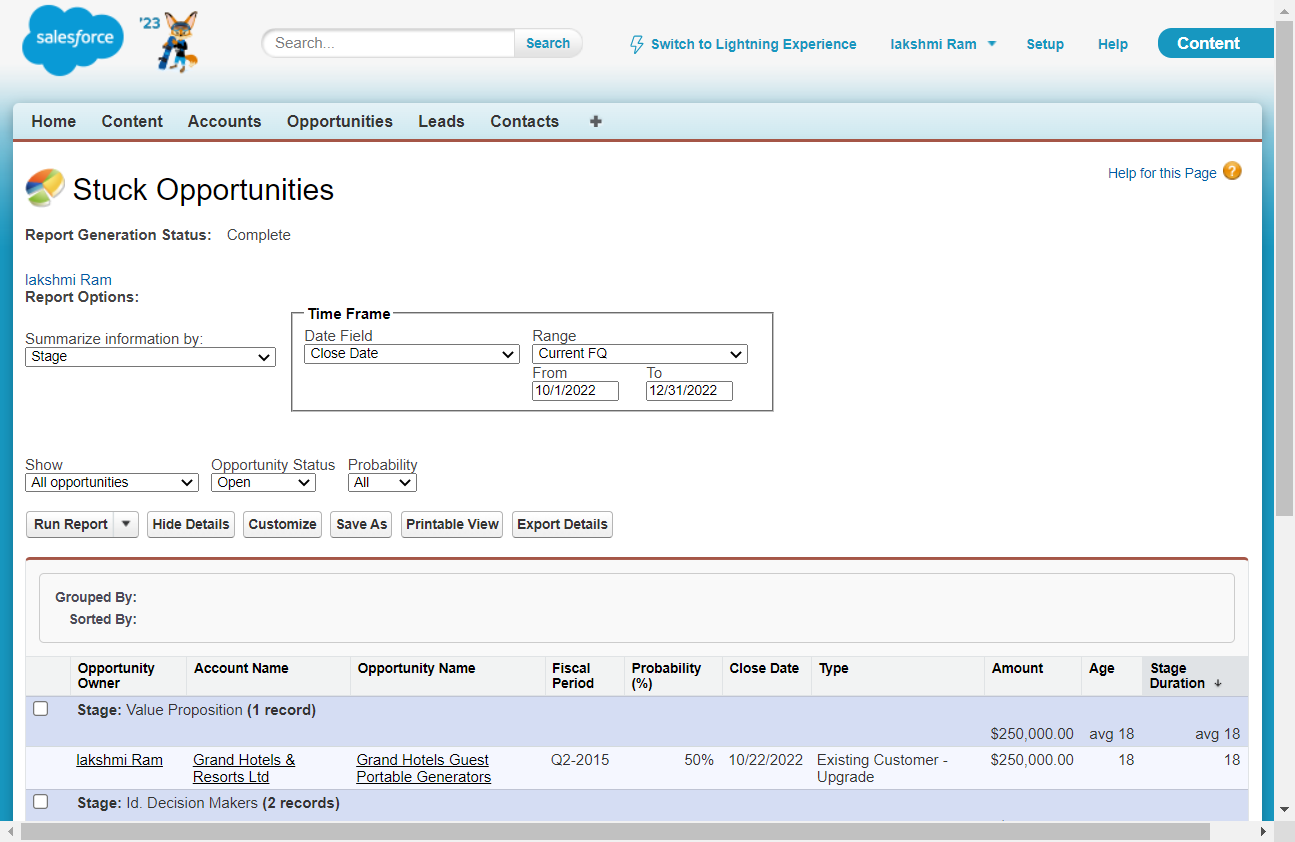 salesforce
'23
Search...
Search
Switch to Lightning Experience
lakshmi Ram
Setup
Help
Content
Home
Content
Accounts
Opportunities
Leads
Contacts
+
Stuck Opportunities
Help for this Page ?
Report Generation Status: Complete
lakshmi Ram
Report Options:
Time Frame
Summarize information by:
Stage
Date Field
Close Date
Range
Current FQ
From
10/1/2022
To
12/31/2022
Show
All opportunities
Opportunity Status
Open
Probability
All
Run Report
Hide Details
Customize
Save As
Printable View
Export Details
Grouped By:
Sorted By:
Opportunity Owner
Account Name
Opportunity Name
Fiscal Period
Probability (%)
Close Date
Type
Amount
Age
Stage Duration
Stage: Value Proposition (1 record)
$250,000.00 avg 18 avg 18
lakshmi Ram
Grand Hotels & Resorts Ltd
Grand Hotels Guest Portable Generators
Q2-2015
50%
10/22/2022
Existing Customer - Upgrade
$250,000.00
18
18
Stage: Id. Decision Makers (2 records)